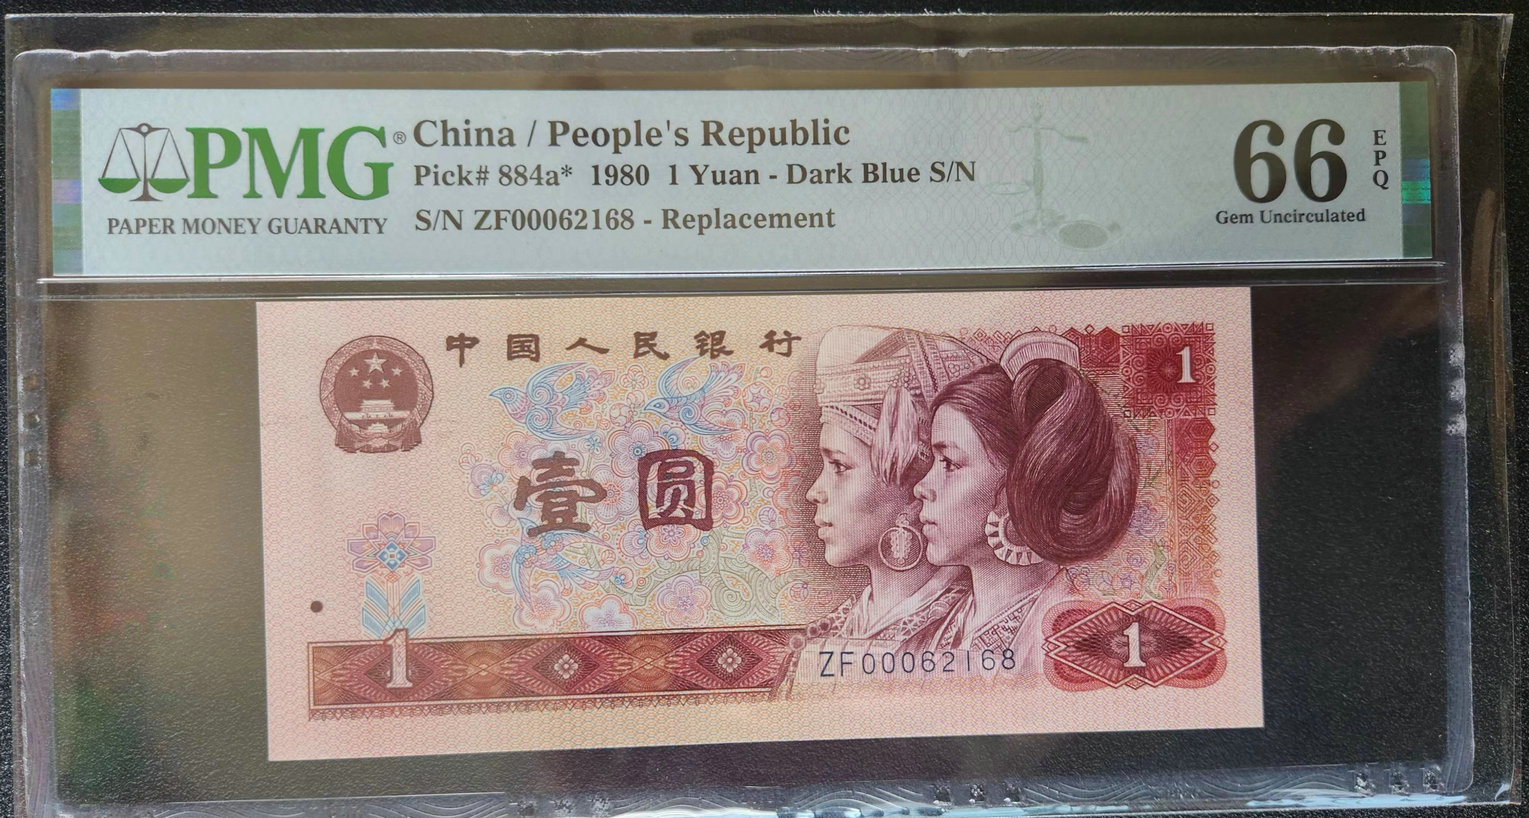 PMG®
PAPER MONEY GUARANTY
China / People's Republic
Pick# 884a* 1980 1 Yuan - Dark Blue S/N
S/N ZF00062168 - Replacement
66
EPQ
Gem Uncirculated
中国人民银行
1
壹圆
1
ZF00062168
1